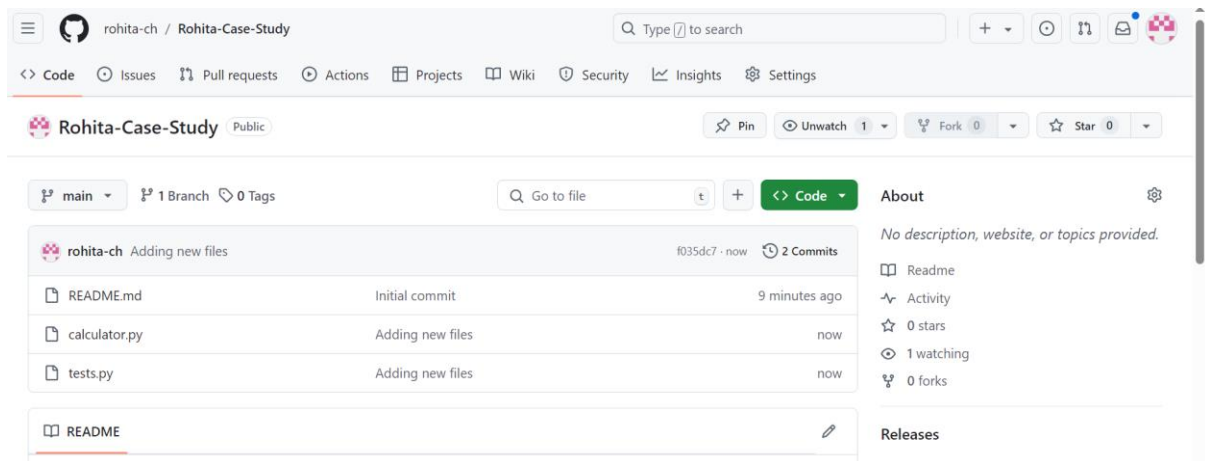 rohita-ch / Rohita-Case-Study Type / to search
Code Issues Pull requests Actions Projects Wiki Security Insights Settings
Rohita-Case-Study Public Pin Unwatch 1 Fork 0 Star 0
main 1 Branch 0 Tags Go to file t Code
About
No description, website, or topics provided.
rohita-ch Adding new files f035dc7 · now 2 Commits
README.md Initial commit 9 minutes ago
calculator.py Adding new files now
tests.py Adding new files now
README
Readme
Activity
0 stars
1 watching
0 forks
Releases